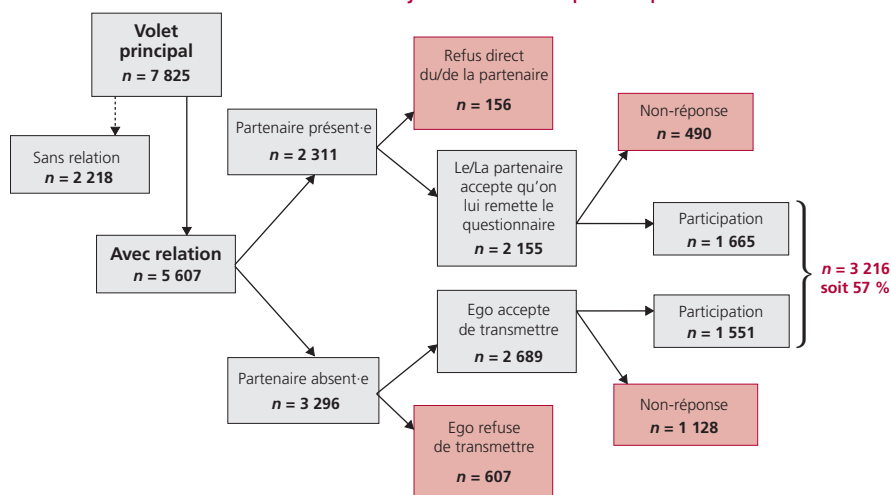 Volet
principal
n = 7 825
Sans relation
n = 2 218
Avec relation
n = 5 607
Partenaire présent·e
n = 2 311
Partenaire absent·e
n = 3 296
Refus direct
du/de la partenaire
n = 156
Le/La partenaire
accepte qu'on
lui remette le
questionnaire
n = 2 155
Ego accepte
de transmettre
n = 2 689
Ego refuse
de transmettre
n = 607
Non-réponse
n = 490
Participation
n = 1 665
Participation
n = 1 551
Non-réponse
n = 1 128
n = 3 216
soit 57 %